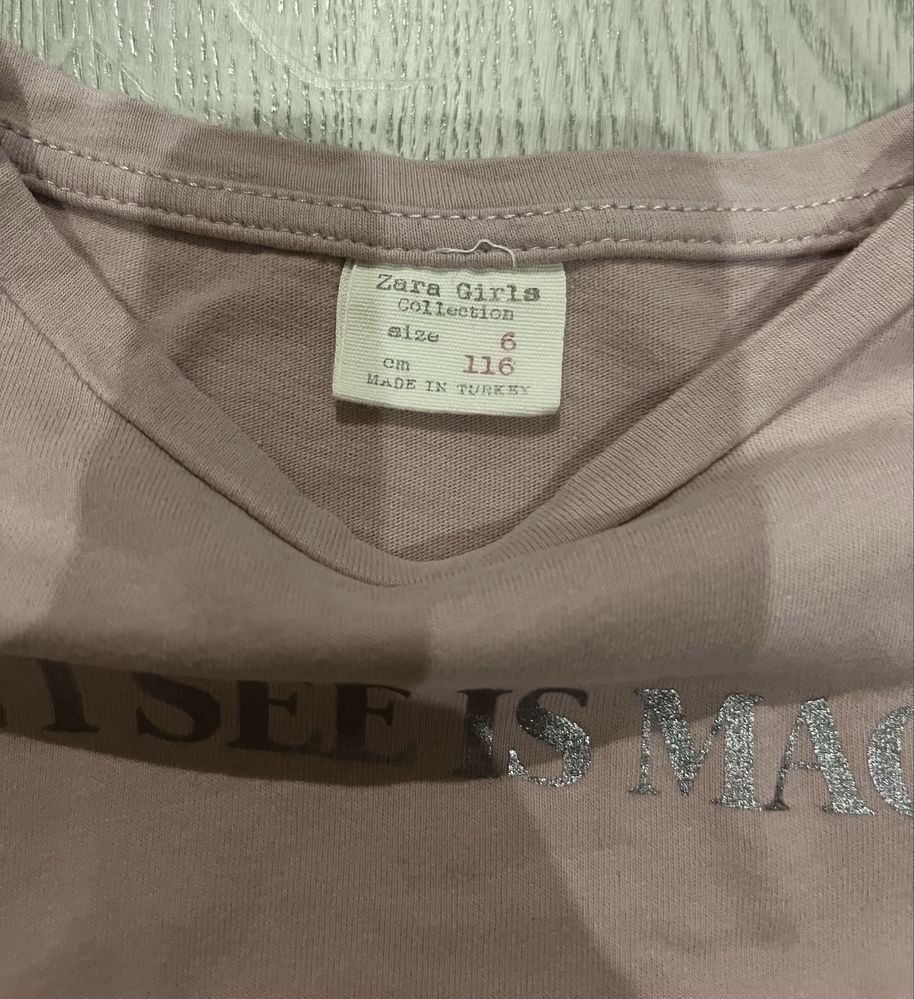 Zara Girls
Collection
size 6
cm 116
MADE IN TURKEY
I SEE IS MAG